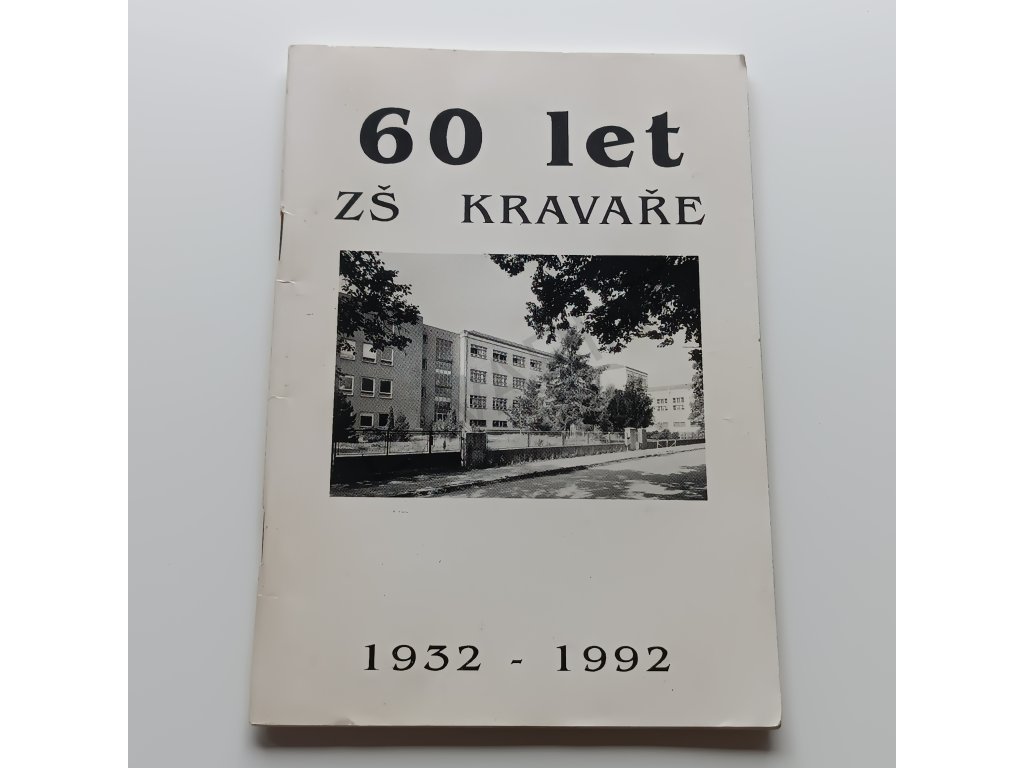 60 let
ZŠ KRAVAŘE
1932 - 1992